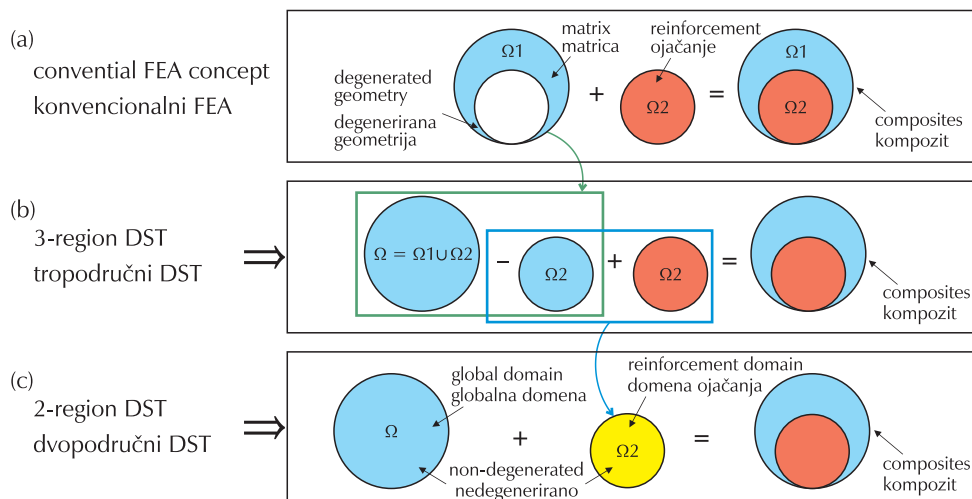 (a)
convential FEA concept
konvencionalni FEA
degenerated
geometry
degenerirana
geometrija
Ω1
matrix
matrica
+
reinforcement
ojačanje
Ω2
=
Ω1
Ω2
composites
kompozit
(b)
3-region DST
tropodručni DST
⇒
Ω = Ω1∪Ω2
−
Ω2
+
Ω2
=
composites
kompozit
(c)
2-region DST
dvopodručni DST
⇒
Ω
global domain
globalna domena
+
non-degenerated
nedegenerirano
reinforcement domain
domena ojačanja
Ω2
=
composites
kompozit